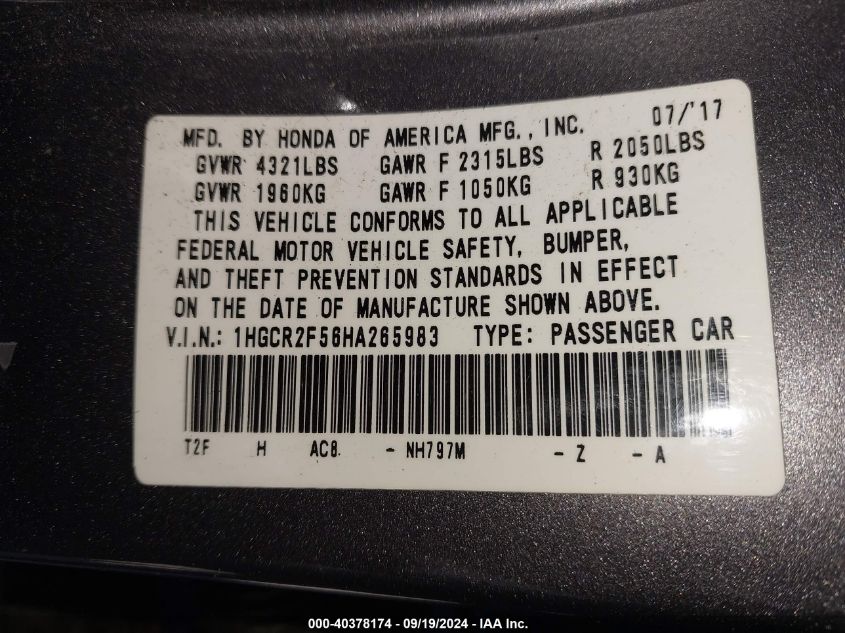 MFD. BY HONDA OF AMERICA MFG., INC. 07/'17
GVWR 4321LBS GAWR F 2315LBS R 2050LBS
GVWR 1960KG GAWR F 1050KG R 930KG
THIS VEHICLE CONFORMS TO ALL APPLICABLE
FEDERAL MOTOR VEHICLE SAFETY, BUMPER,
AND THEFT PREVENTION STANDARDS IN EFFECT
ON THE DATE OF MANUFACTURE SHOWN ABOVE.
V.I.N.: 1HGCR2F56HA265983 TYPE: PASSENGER CAR
T2F H AC8. - NH797M - Z - A
000-40378174 - 09/19/2024 - IAA Inc.